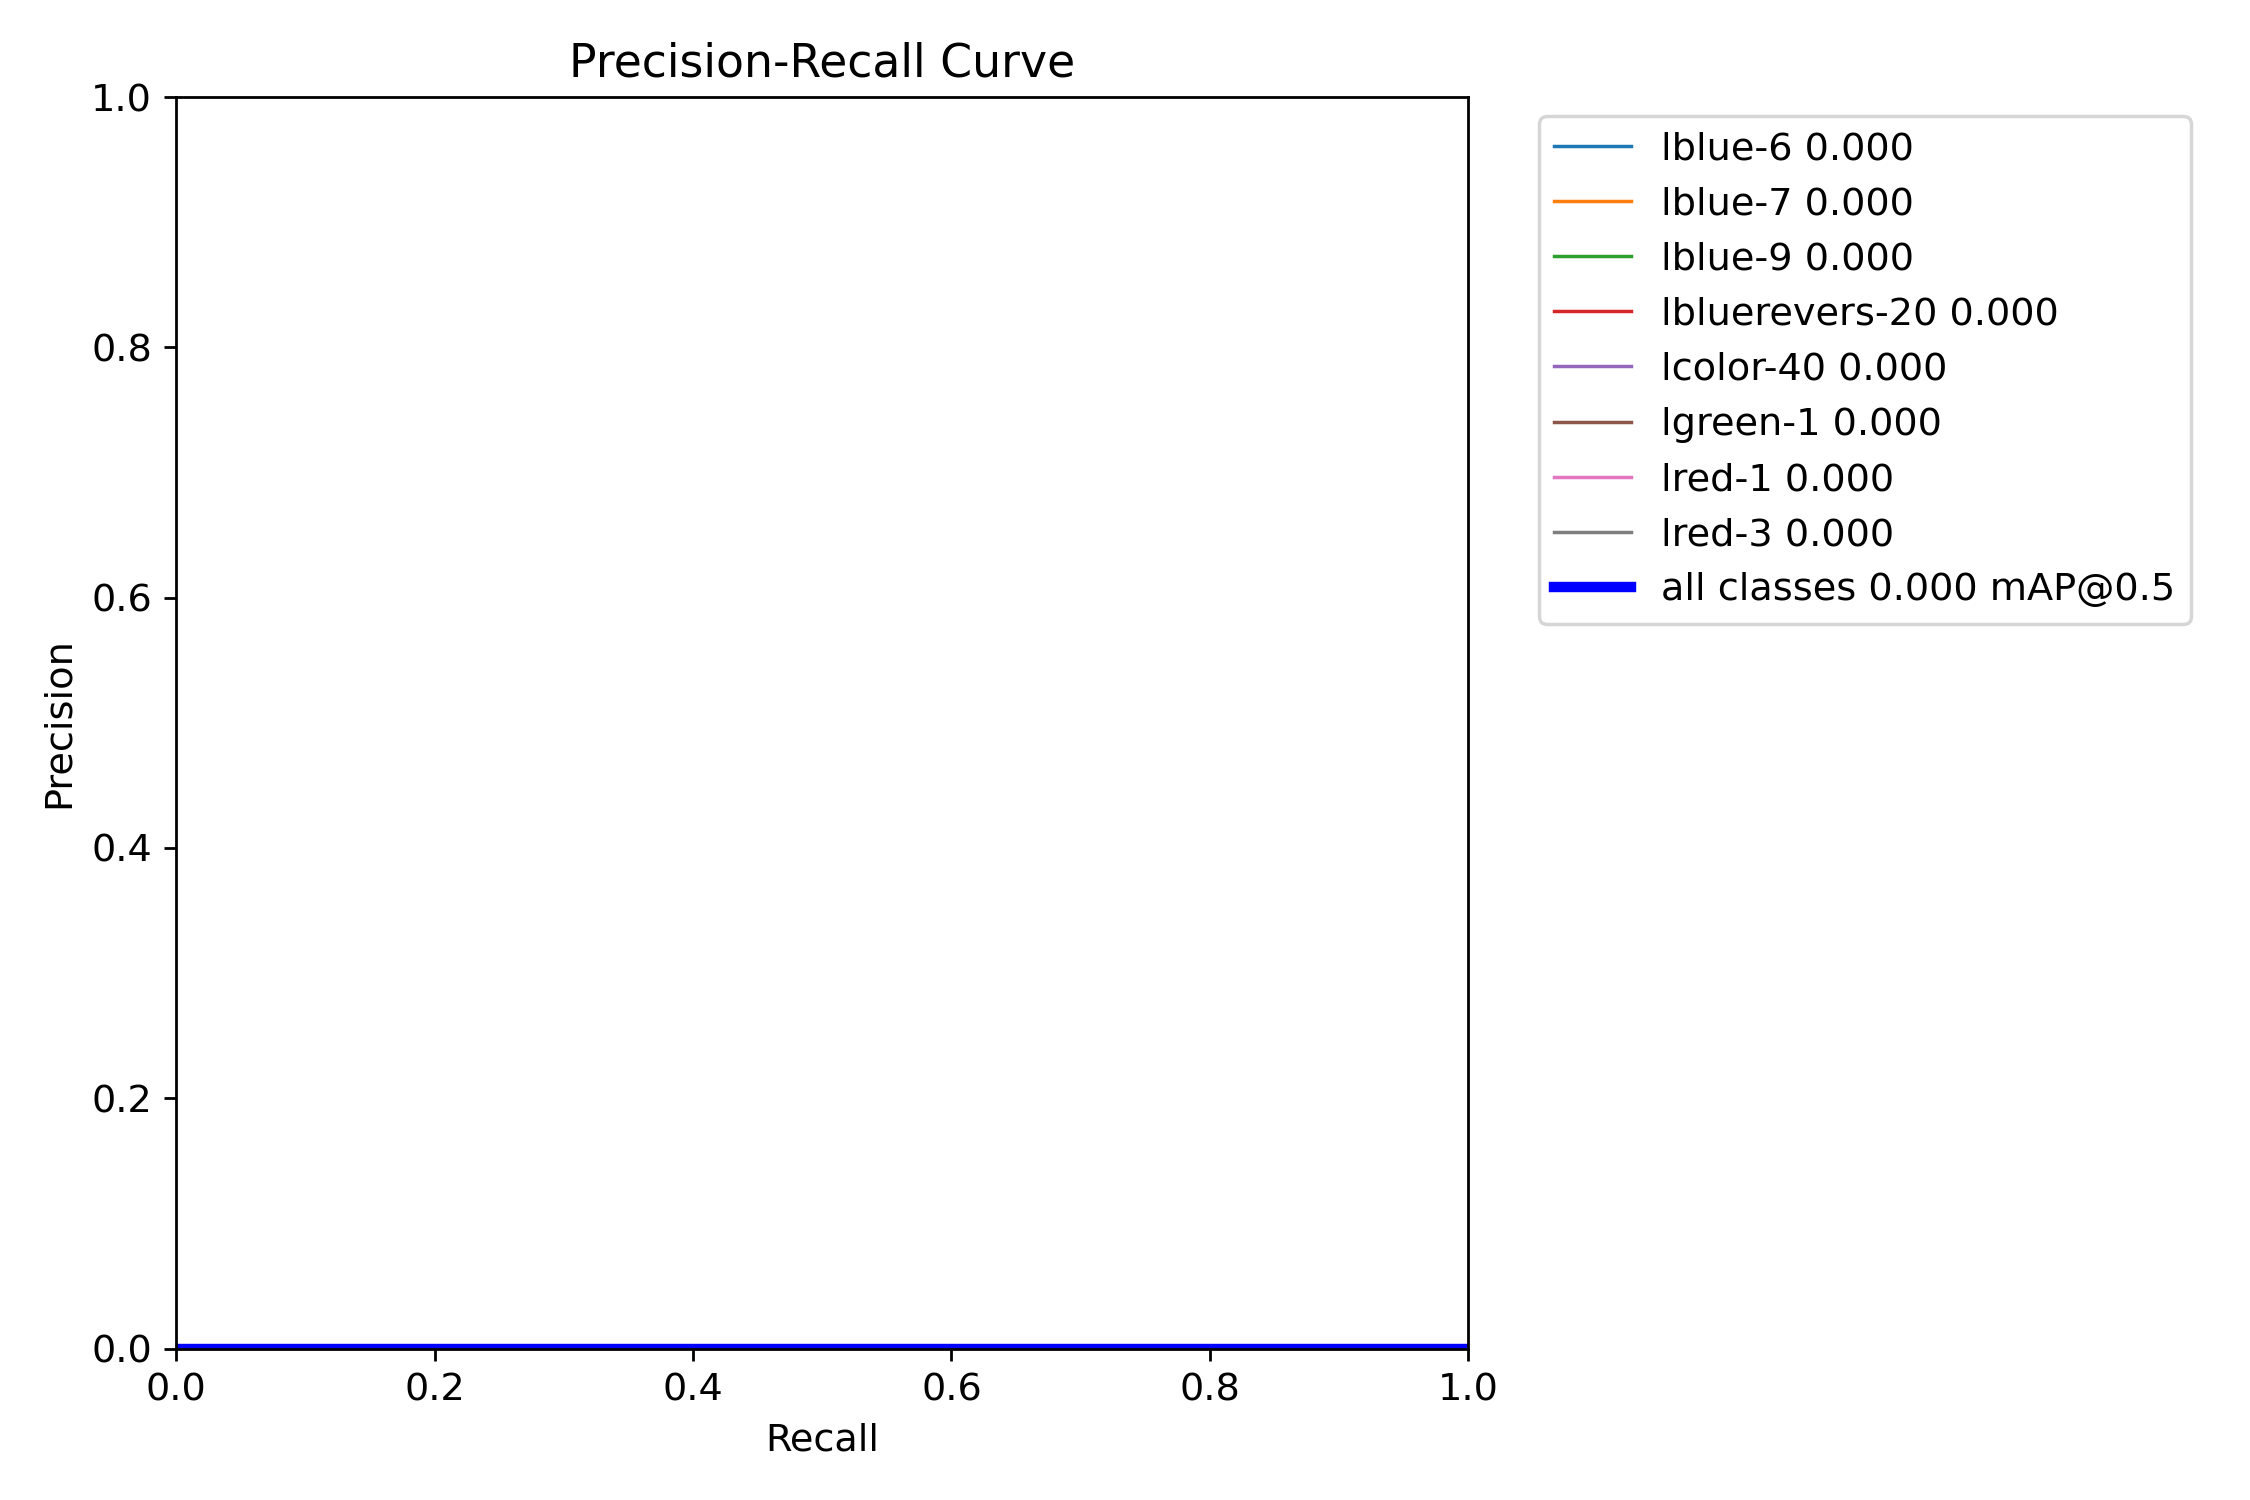 Precision-Recall Curve
1.0
0.8
0.6
0.4
0.2
0.0
Precision
0.0 0.2 0.4 0.6 0.8 1.0
Recall
lblue-6 0.000
lblue-7 0.000
lblue-9 0.000
lbluerevers-20 0.000
lcolor-40 0.000
lgreen-1 0.000
lred-1 0.000
lred-3 0.000
all classes 0.000 mAP@0.5